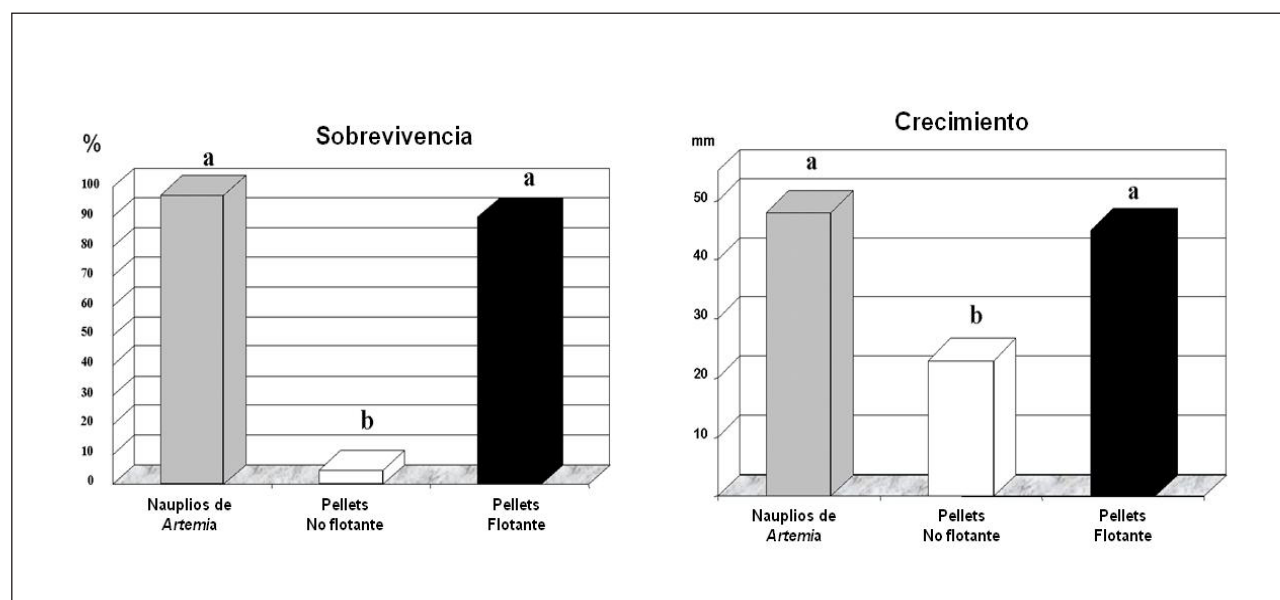 Sobrevivencia
%
a
b
a
100
90
80
70
60
50
40
30
20
10
0
Nauplios de
Artemia
Pellets
No flotante
Pellets
Flotante
Crecimiento
mm
a
b
a
50
40
30
20
10
Nauplios de
Artemia
Pellets
No flotante
Pellets
Flotante